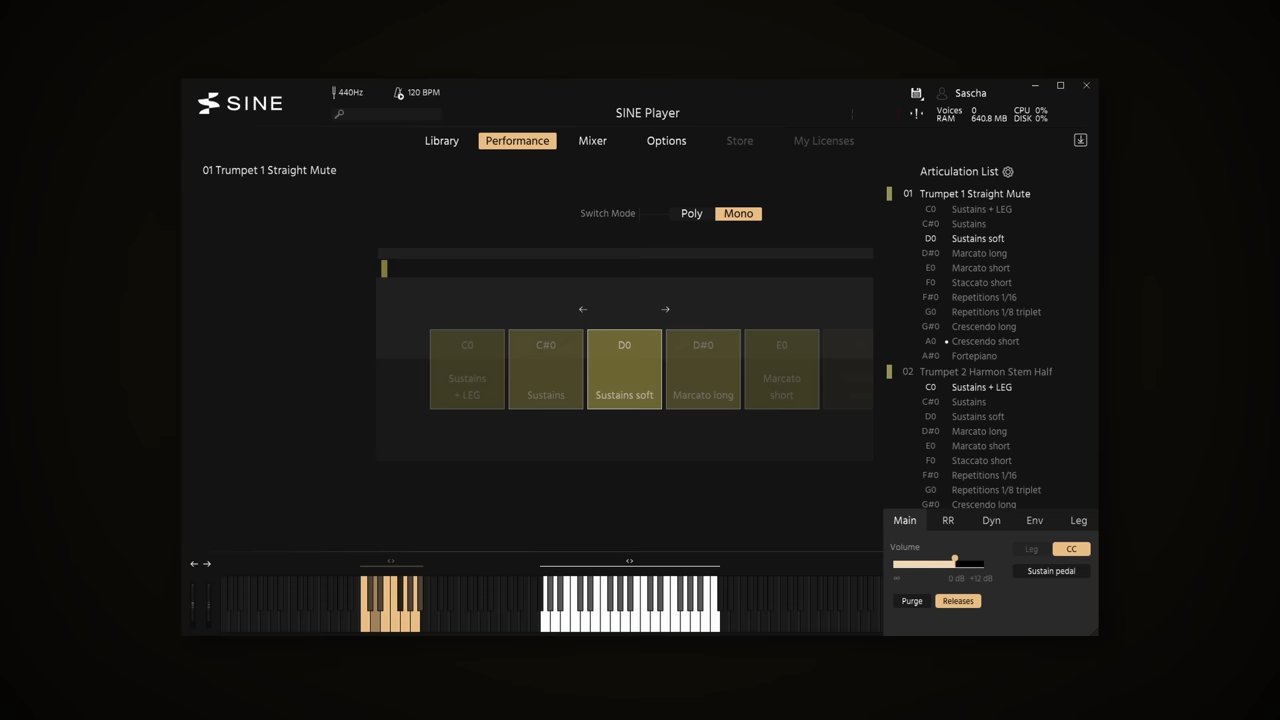 SINE
440Hz
120 BPM
SINE Player
Sascha
Voices 0
RAM 640.8 MB
CPU 0%
DISK 0%
Library
Performance
Mixer
Options
Store
My Licenses
01 Trumpet 1 Straight Mute
Switch Mode
Poly
Mono
C0
Sustains
+ LEG
C#0
Sustains
D0
Sustains soft
D#0
Marcato long
E0
Marcato
short
Articulation List
01 Trumpet 1 Straight Mute
C0 Sustains + LEG
C#0 Sustains
D0 Sustains soft
D#0 Marcato long
E0 Marcato short
F0 Staccato short
F#0 Repetitions 1/16
G0 Repetitions 1/8 triplet
G#0 Crescendo long
A0 Crescendo short
A#0 Fortepiano
02 Trumpet 2 Harmon Stem Half
C0 Sustains + LEG
C#0 Sustains
D0 Sustains soft
D#0 Marcato long
E0 Marcato short
F0 Staccato short
F#0 Repetitions 1/16
G0 Repetitions 1/8 triplet
G#0 Crescendo long
Main
RR
Dyn
Env
Leg
Volume
∞ 0 dB +12 dB
Leg
CC
Sustain pedal
Purge
Releases